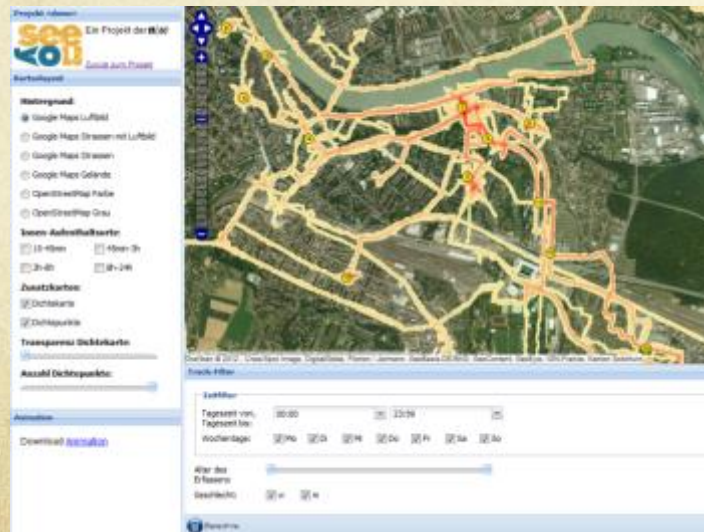 Projekt
see
you
Ein Projekt der
Zurück zum Projekt
Kartenlayout
Hintergrund:
Google Maps Luftbild
Google Maps Strassen mit Luftbild
Google Maps Strassen
Google Maps Gelände
OpenStreetMap Farbe
OpenStreetMap Grau
Innen-Aufenthaltsorte:
10-45min
45min-3h
3h-8h
8h-24h
Zusatzkarten:
Dichtekarte
Dichtepunkte
Transparenz Dichtekarte
Anzahl Dichtepunkte:
Animation
Download Animation
Track-Filter
Zeitfilter
Tageszeit von,
Tageszeit bis:
00:00
23:59
Wochentage:
Mo
Di
Mi
Do
Fr
Sa
So
Alter des
Erfassers
Geschlecht: